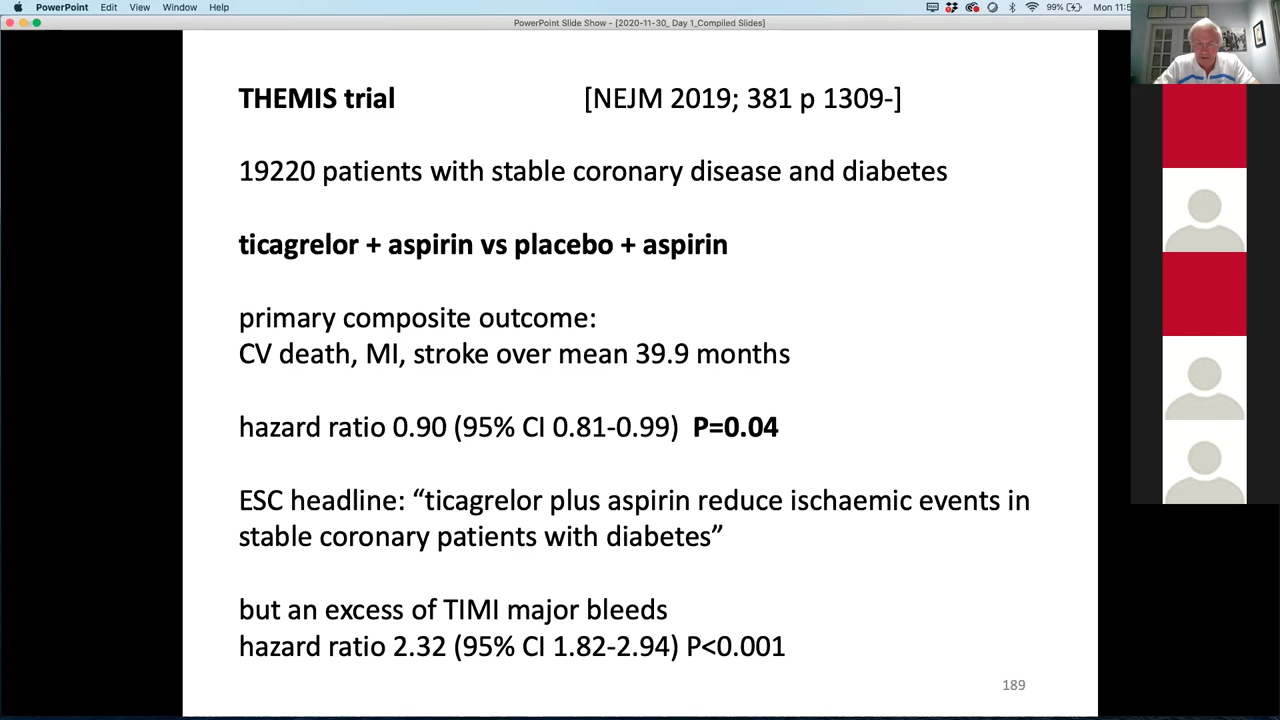 PowerPoint Edit View Window Help 99% Mon 11:5
PowerPoint Slide Show - [2020-11-30_ Day 1_Compiled Slides]
THEMIS trial [NEJM 2019; 381 p 1309-]
19220 patients with stable coronary disease and diabetes
ticagrelor + aspirin vs placebo + aspirin
primary composite outcome:
CV death, MI, stroke over mean 39.9 months
hazard ratio 0.90 (95% CI 0.81-0.99) P=0.04
ESC headline: “ticagrelor plus aspirin reduce ischaemic events in
stable coronary patients with diabetes”
but an excess of TIMI major bleeds
hazard ratio 2.32 (95% CI 1.82-2.94) P<0.001
189